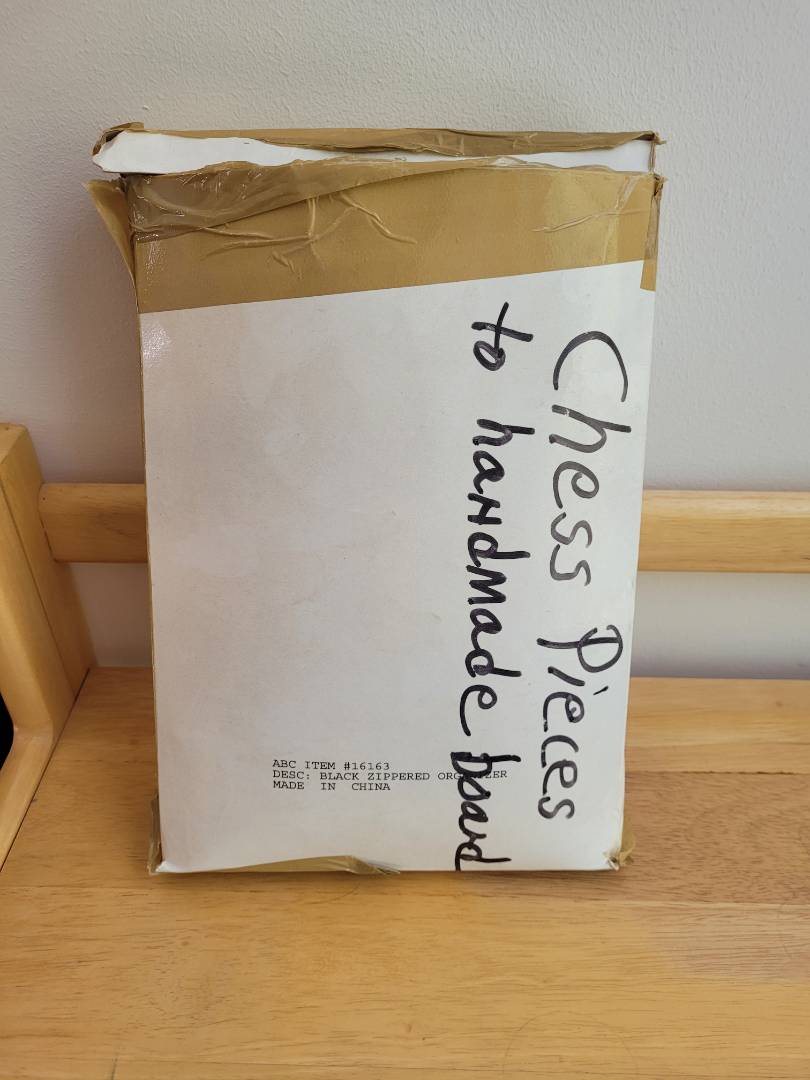 Chess Pieces
to handmade board
ABC ITEM #16163
DESC: BLACK ZIPPERED ORGANIZER
MADE IN CHINA